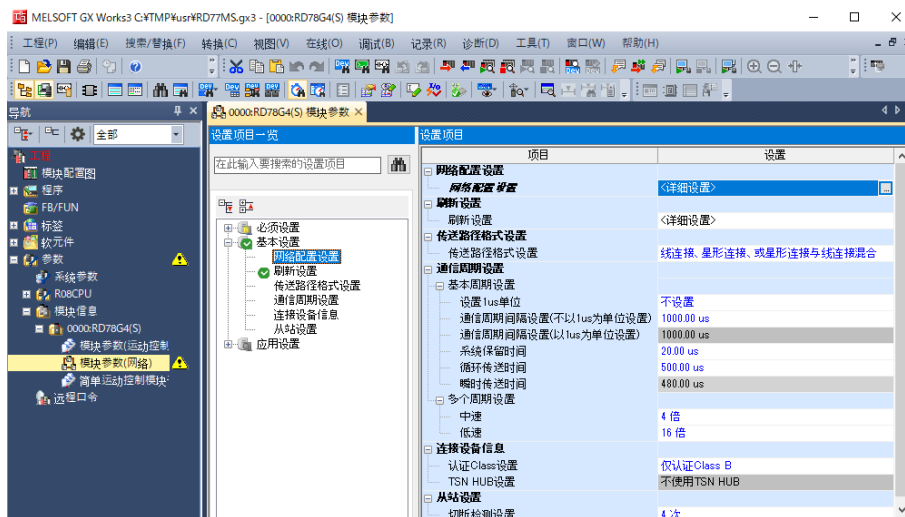 MELSOFT GX Works3 C:¥TMP¥usr¥RD77MS.gx3 - [0000:RD78G4(S) 模块参数]
工程(P) 编辑(E) 搜索/替换(F) 转换(C) 视图(V) 在线(O) 调试(B) 记录(R) 诊断(D) 工具(T) 窗口(W) 帮助(H)
导航
0000:RD78G4(S) 模块参数
全部
工程
模块配置图
程序
FB/FUN
标签
软元件
参数
系统参数
R08CPU
模块信息
0000:RD78G4(S)
模块参数(运动控制
模块参数(网络)
简单运动控制模块
远程口令
设置项目一览
在此输入要搜索的设置项目
必须设置
基本设置
网络配置设置
刷新设置
传送路径格式设置
通信周期设置
连接设备信息
从站设置
应用设置
设置项目
项目 设置
网络配置设置
网络配置设置 <详细设置>
刷新设置
刷新设置 <详细设置>
传送路径格式设置
传送路径格式设置 线连接、星形连接、或星形连接与线连接混合
通信周期设置
基本周期设置
设置1us单位 不设置
通信周期间隔设置(不以1us为单位设置) 1000.00 us
通信周期间隔设置(以1us为单位设置) 1000.00 us
系统保留时间 20.00 us
循环传送时间 500.00 us
瞬时传送时间 480.00 us
多个周期设置
中速 4 倍
低速 16 倍
连接设备信息
认证Class设置 仅认证Class B
TSN HUB设置 不使用TSN HUB
从站设置
切断检测设置 4 次